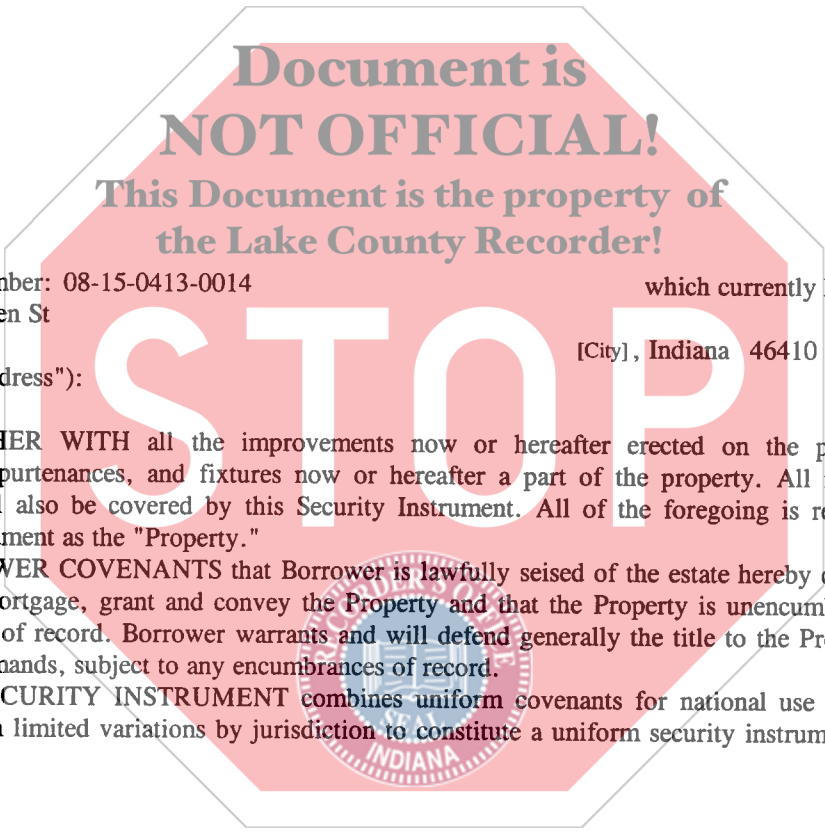 Document is
NOT OFFICIAL!
This Document is the property of
the Lake County Recorder!
nber: 08-15-0413-0014 which currently
en St
STOP
[City] , Indiana 46410
dress"):
HER WITH all the improvements now or hereafter erected on the p
purtenances, and fixtures now or hereafter a part of the property. All
also be covered by this Security Instrument. All of the foregoing is re
ment as the "Property."
WER COVENANTS that Borrower is lawfully seised of the estate hereby
ortgage, grant and convey the Property and that the Property is unencum
of record. Borrower warrants and will defend generally the title to the Pr
nands, subject to any encumbrances of record.
CURITY INSTRUMENT combines uniform covenants for national use
limited variations by jurisdiction to constitute a uniform security instrum
RECORDER'S OFFICE
SEAL
INDIANA